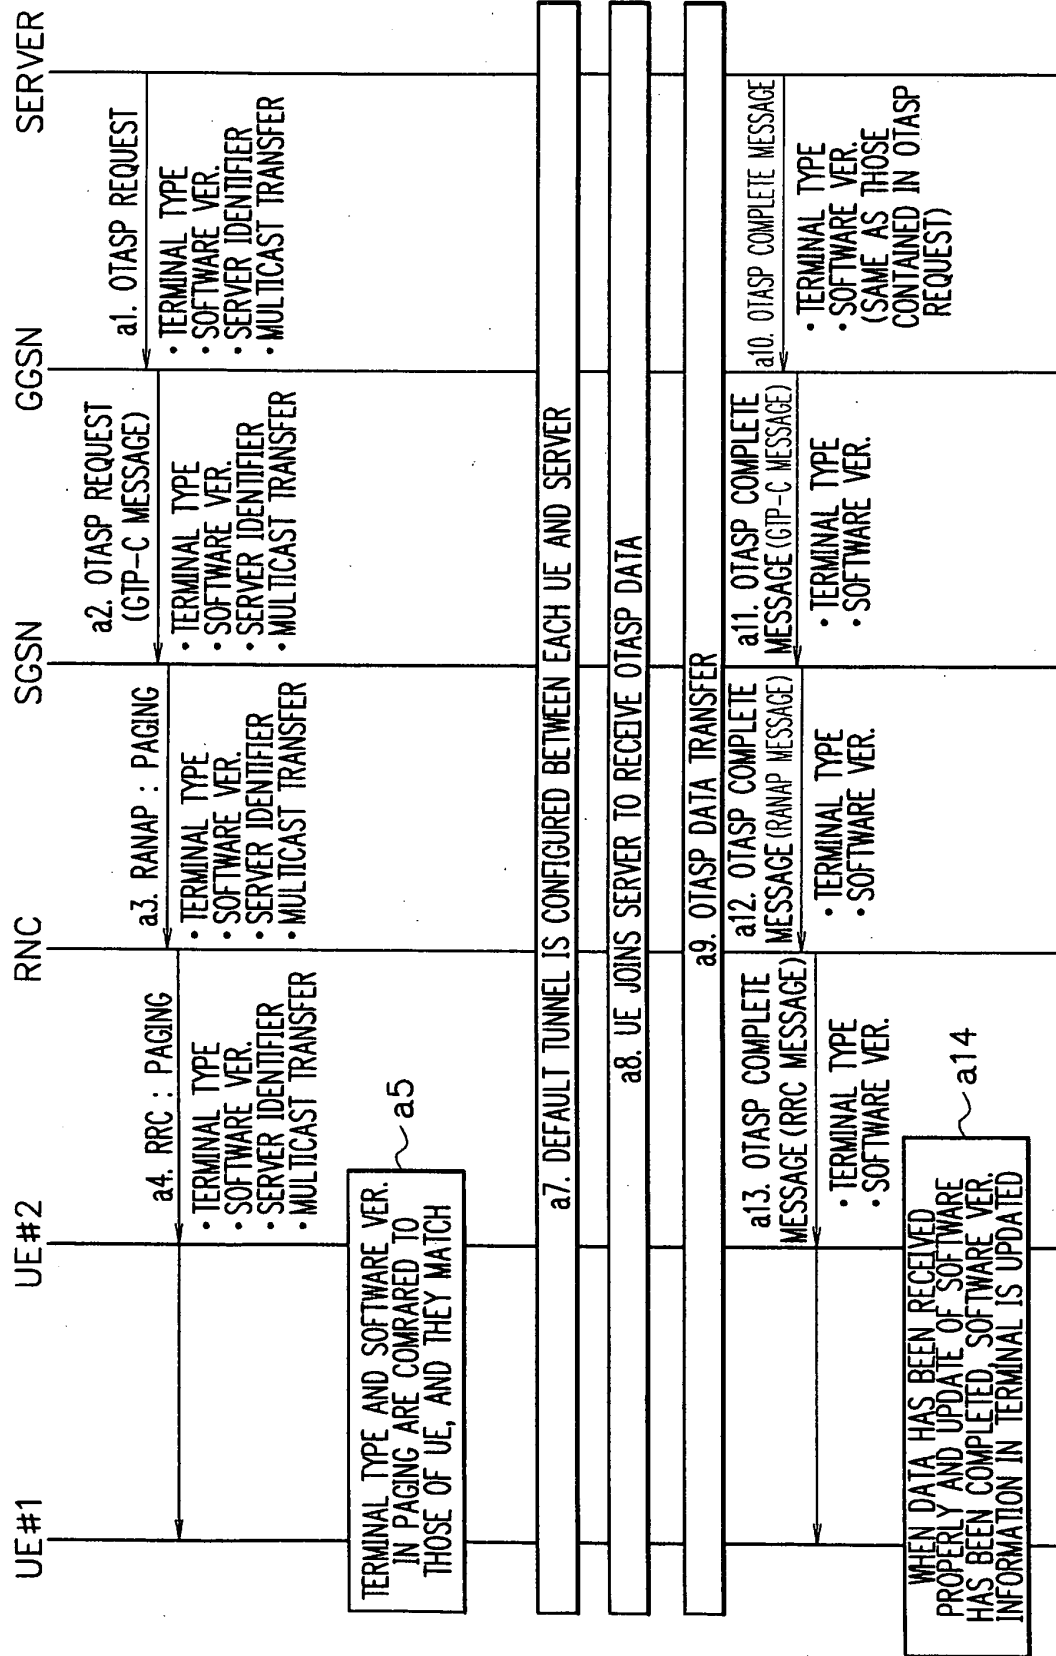 UE#1
UE#2
RNC
SGSN
GGSN
SERVER
a1. OTASP REQUEST
• TERMINAL TYPE
• SOFTWARE VER.
• SERVER IDENTIFIER
• MULTICAST TRANSFER
a2. OTASP REQUEST
(GTP-C MESSAGE)
• TERMINAL TYPE
• SOFTWARE VER.
• SERVER IDENTIFIER
• MULTICAST TRANSFER
a3. RANAP : PAGING
• TERMINAL TYPE
• SOFTWARE VER.
• SERVER IDENTIFIER
• MULTICAST TRANSFER
a4. RRC : PAGING
• TERMINAL TYPE
• SOFTWARE VER.
• SERVER IDENTIFIER
• MULTICAST TRANSFER
TERMINAL TYPE AND SOFTWARE VER.
IN PAGING ARE COMRARED TO
THOSE OF UE, AND THEY MATCH
a5
a7. DEFAULT TUNNEL IS CONFIGURED BETWEEN EACH UE AND SERVER
a8. UE JOINS SERVER TO RECEIVE OTASP DATA
a9. OTASP DATA TRANSFER
a10. OTASP COMPLETE MESSAGE
• TERMINAL TYPE
• SOFTWARE VER.
(SAME AS THOSE
CONTAINED IN OTASP
REQUEST)
a11. OTASP COMPLETE
MESSAGE(GTP-C MESSAGE)
• TERMINAL TYPE
• SOFTWARE VER.
a12. OTASP COMPLETE
MESSAGE(RANAP MESSAGE)
• TERMINAL TYPE
• SOFTWARE VER.
a13. OTASP COMPLETE
MESSAGE(RRC MESSAGE)
• TERMINAL TYPE
• SOFTWARE VER.
WHEN DATA HAS BEEN RECEIVED
PROPERLY AND UPDATE OF SOFTWARE
HAS BEEN COMPLETED, SOFTWARE VER.
INFORMATION IN TERMINAL IS UPDATED
a14